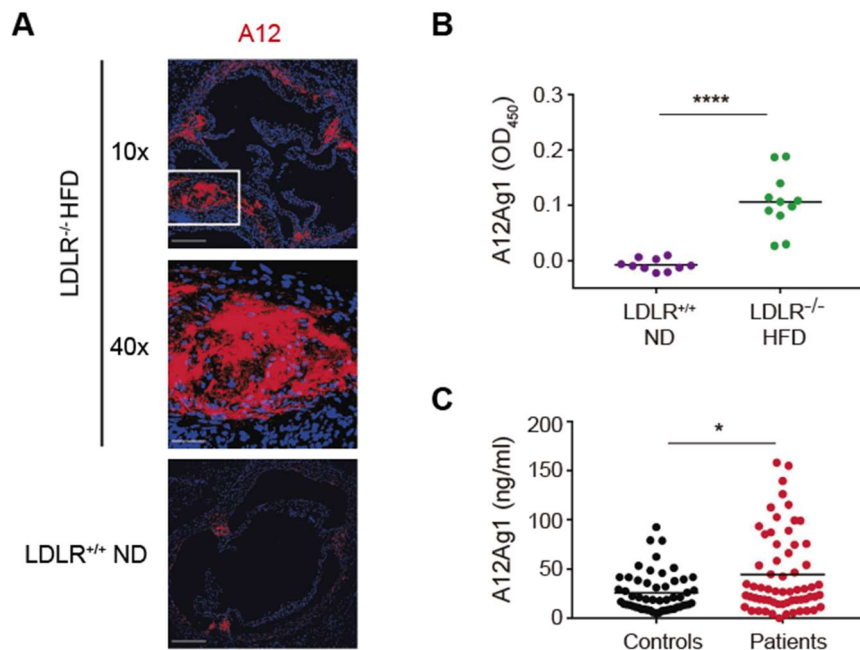 A
A12
LDLR-/- HFD
10x
40x
LDLR+/+ ND
B
A12Ag1 (OD450)
0.3
0.2
0.1
0.0
****
LDLR+/+
ND
LDLR-/-
HFD
C
A12Ag1 (ng/ml)
200
150
100
50
0
*
Controls
Patients